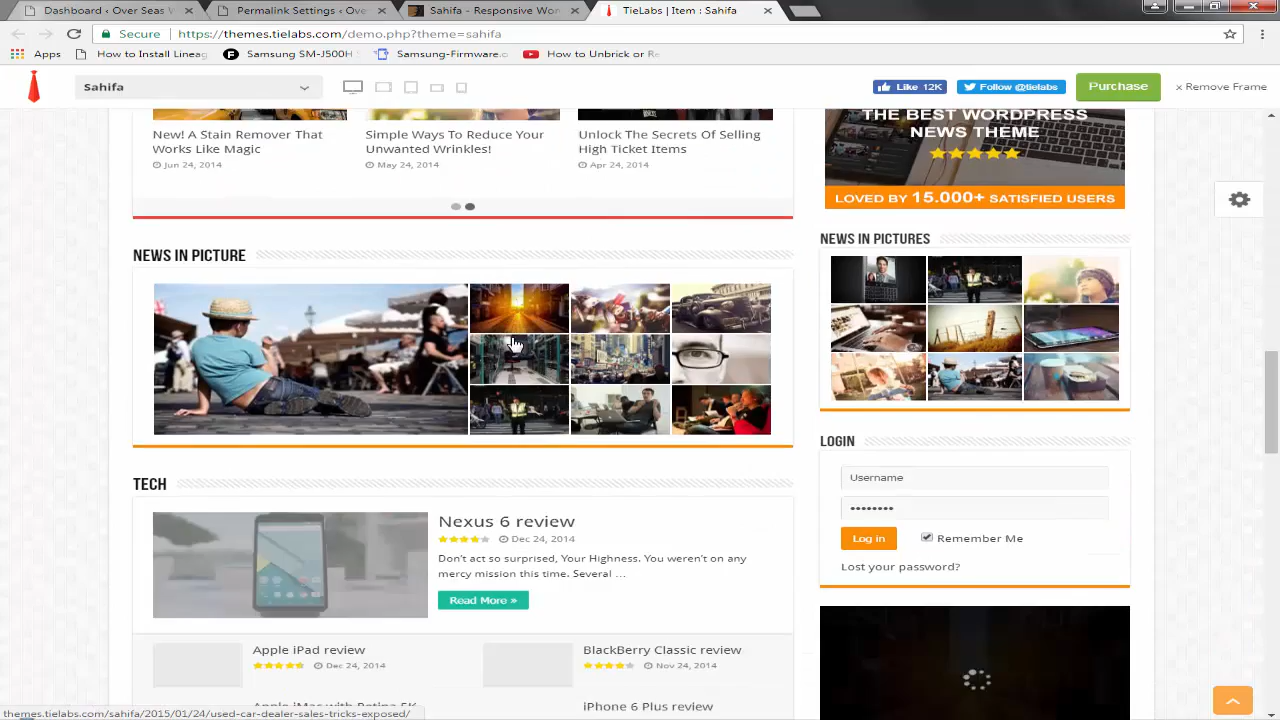 Dashboard ‹ Over Seas W
Permalink Settings ‹ Over
Sahifa - Responsive Wor
TieLabs | Item : Sahifa
Secure
https://themes.tielabs.com/demo.php?theme=sahifa
Apps
How to Install Lineag
Samsung SM-J500H
Samsung-Firmware.c
How to Unbrick or Re
Sahifa
Like 12K
Follow @tielabs
Purchase
x Remove Frame
New! A Stain Remover That
Works Like Magic
Jun 24, 2014
Simple Ways To Reduce Your
Unwanted Wrinkles!
May 24, 2014
Unlock The Secrets Of Selling
High Ticket Items
Apr 24, 2014
THE BEST WORDPRESS
NEWS THEME
LOVED BY 15.000+ SATISFIED USERS
NEWS IN PICTURE
NEWS IN PICTURES
LOGIN
Username
••••••••
Log in
Remember Me
Lost your password?
TECH
Nexus 6 review
Dec 24, 2014
Don't act so surprised, Your Highness. You weren't on any
mercy mission this time. Several ...
Read More »
Apple iPad review
Dec 24, 2014
BlackBerry Classic review
Nov 24, 2014
Apple iMac with Retina 5K
iPhone 6 Plus review
themes.tielabs.com/sahifa/2015/01/24/used-car-dealer-sales-tricks-exposed/